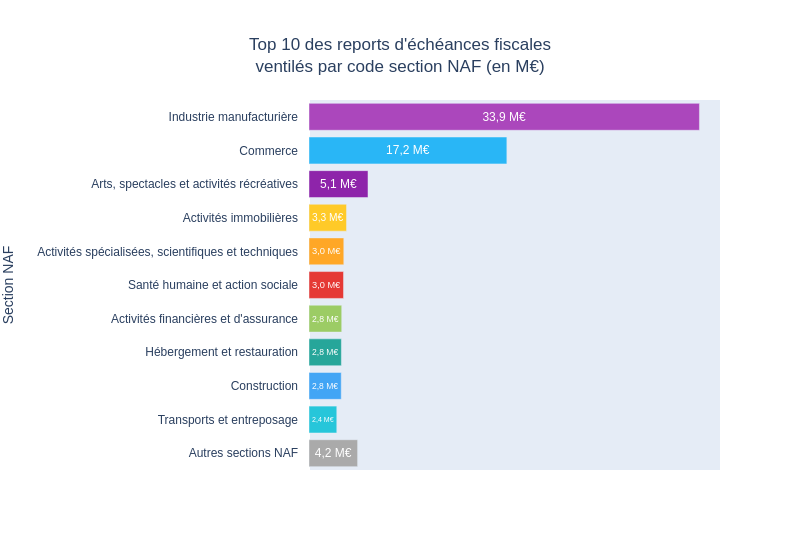 Top 10 des reports d'échéances fiscales
ventilés par code section NAF (en M€)
Section NAF
Industrie manufacturière 33,9 M€
Commerce 17,2 M€
Arts, spectacles et activités récréatives 5,1 M€
Activités immobilières 3,3 M€
Activités spécialisées, scientifiques et techniques 3,0 M€
Santé humaine et action sociale 3,0 M€
Activités financières et d'assurance 2,8 M€
Hébergement et restauration 2,8 M€
Construction 2,8 M€
Transports et entreposage 2,4 M€
Autres sections NAF 4,2 M€